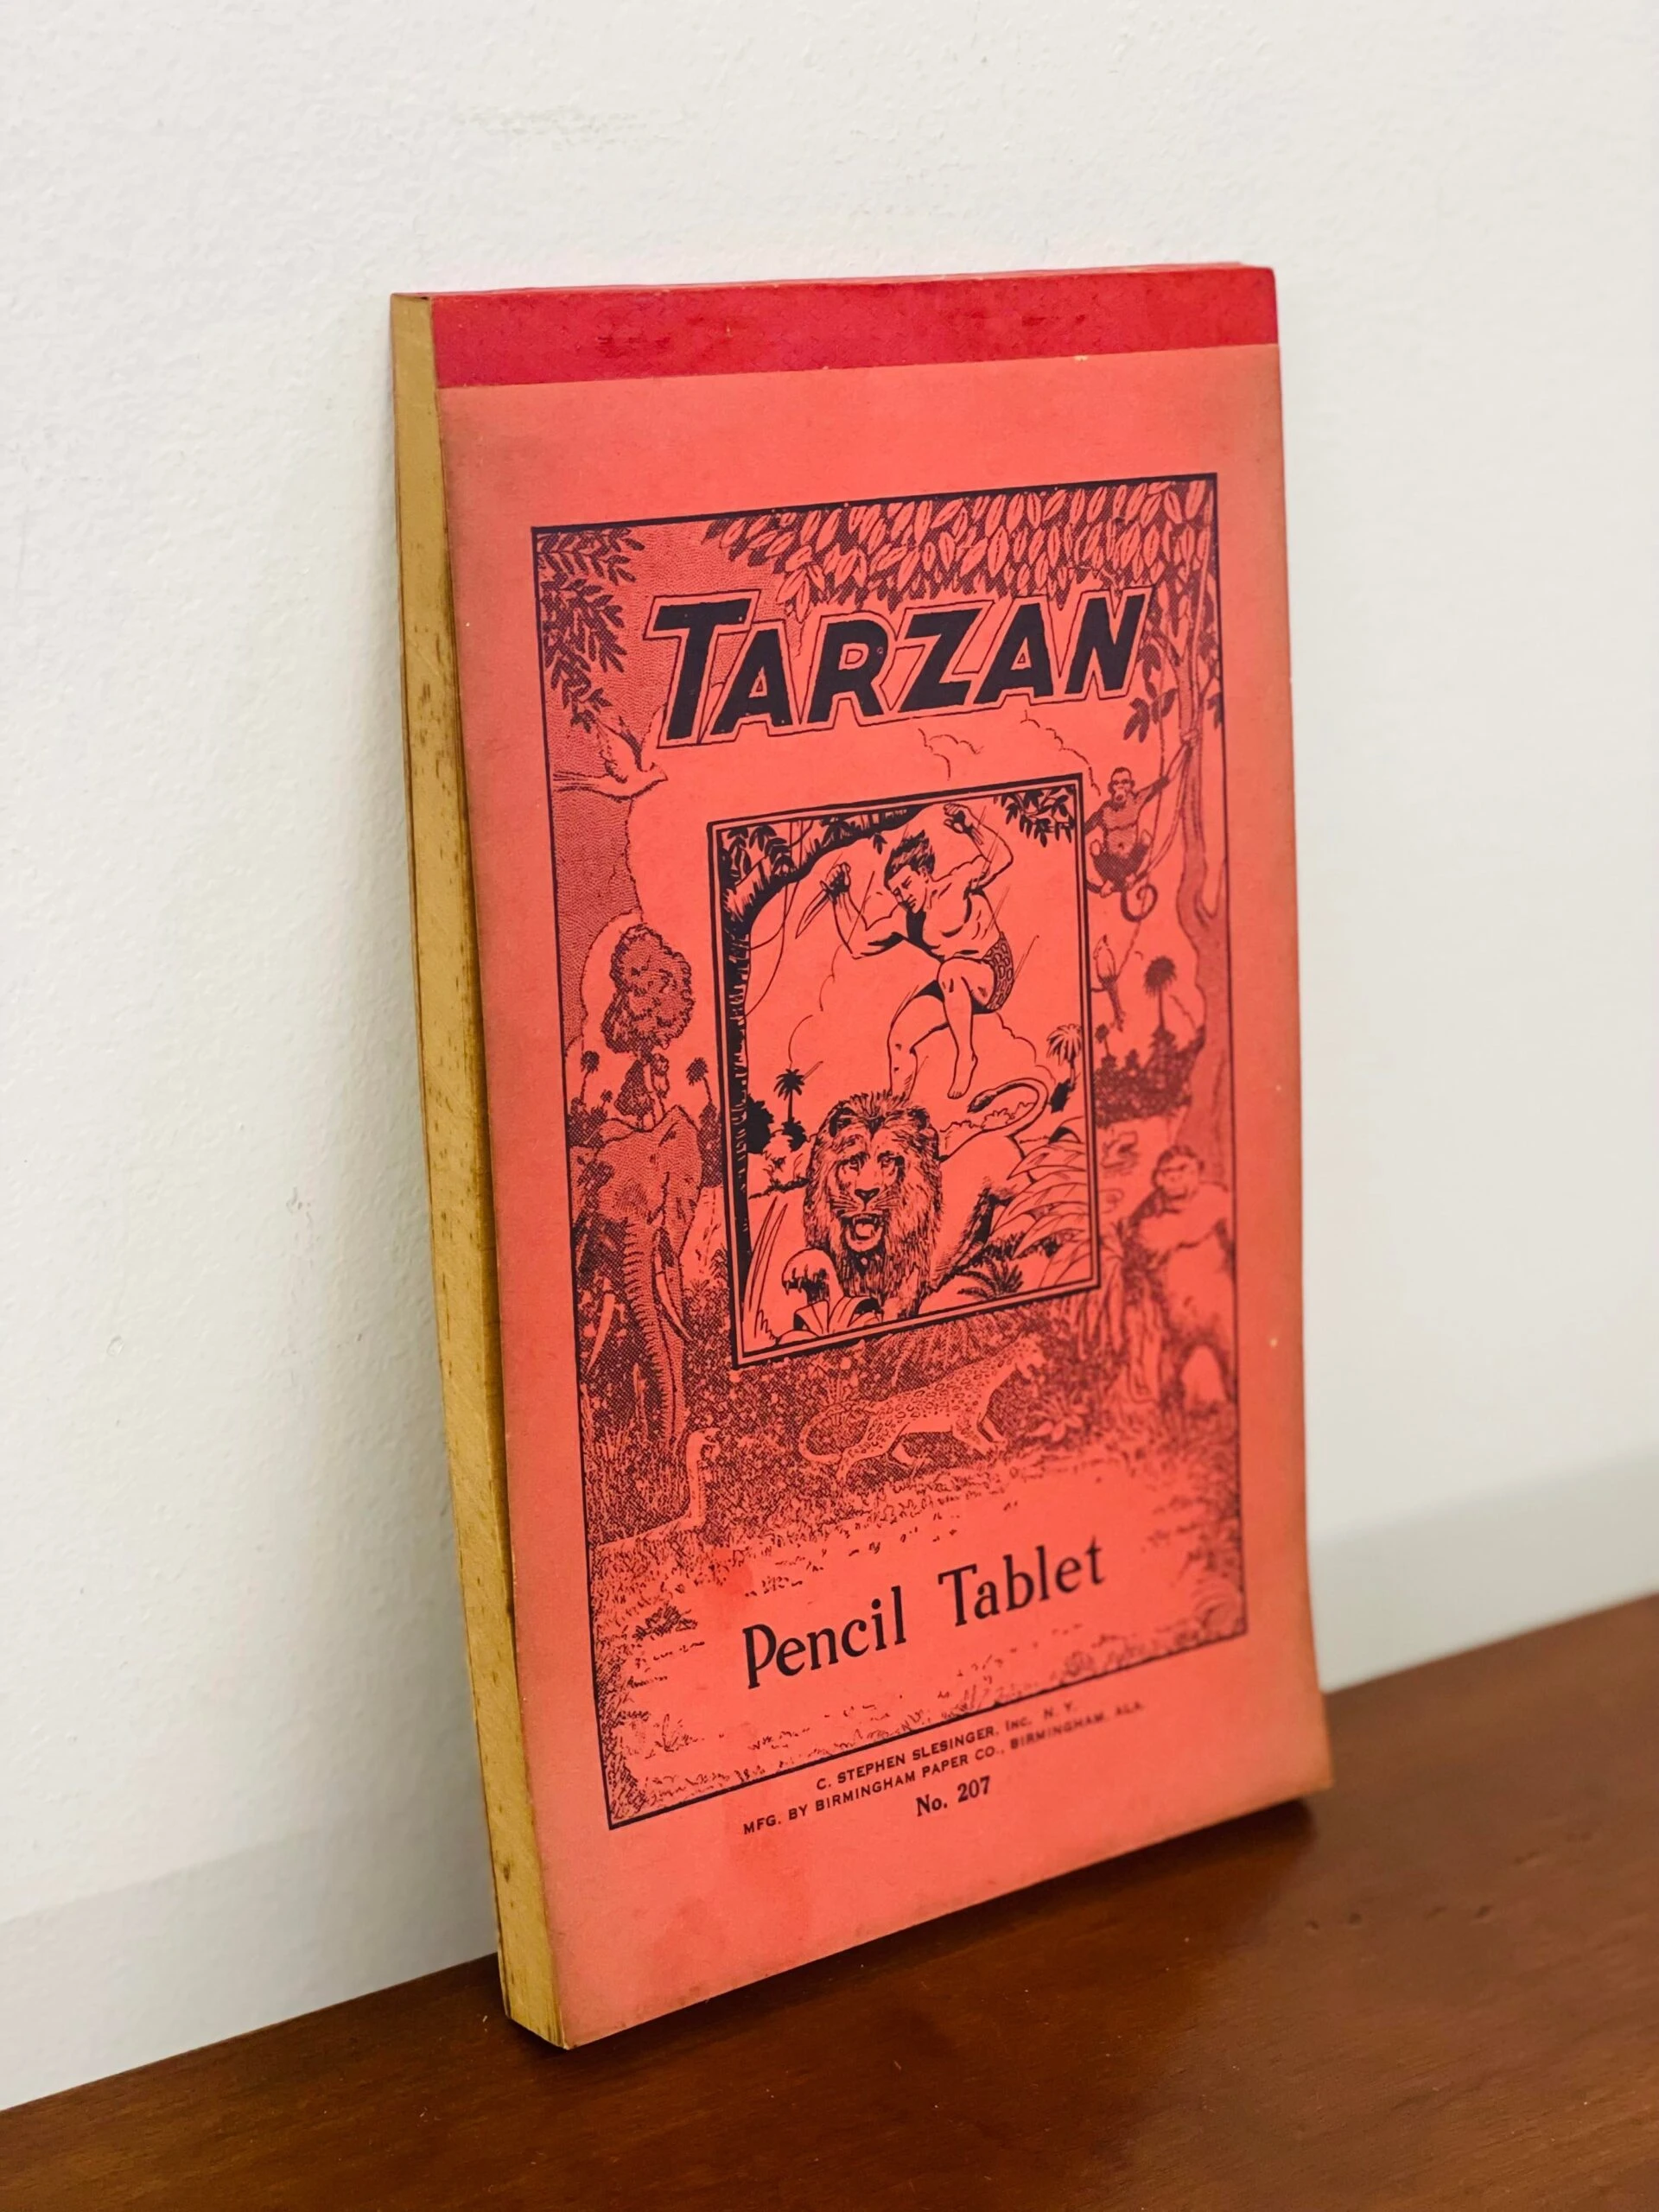 TARZAN
Pencil Tablet
C. STEPHEN SLESINGER, INC. N. Y.
MFG. BY BIRMINGHAM PAPER CO., BIRMINGHAM, ALA.
No. 207